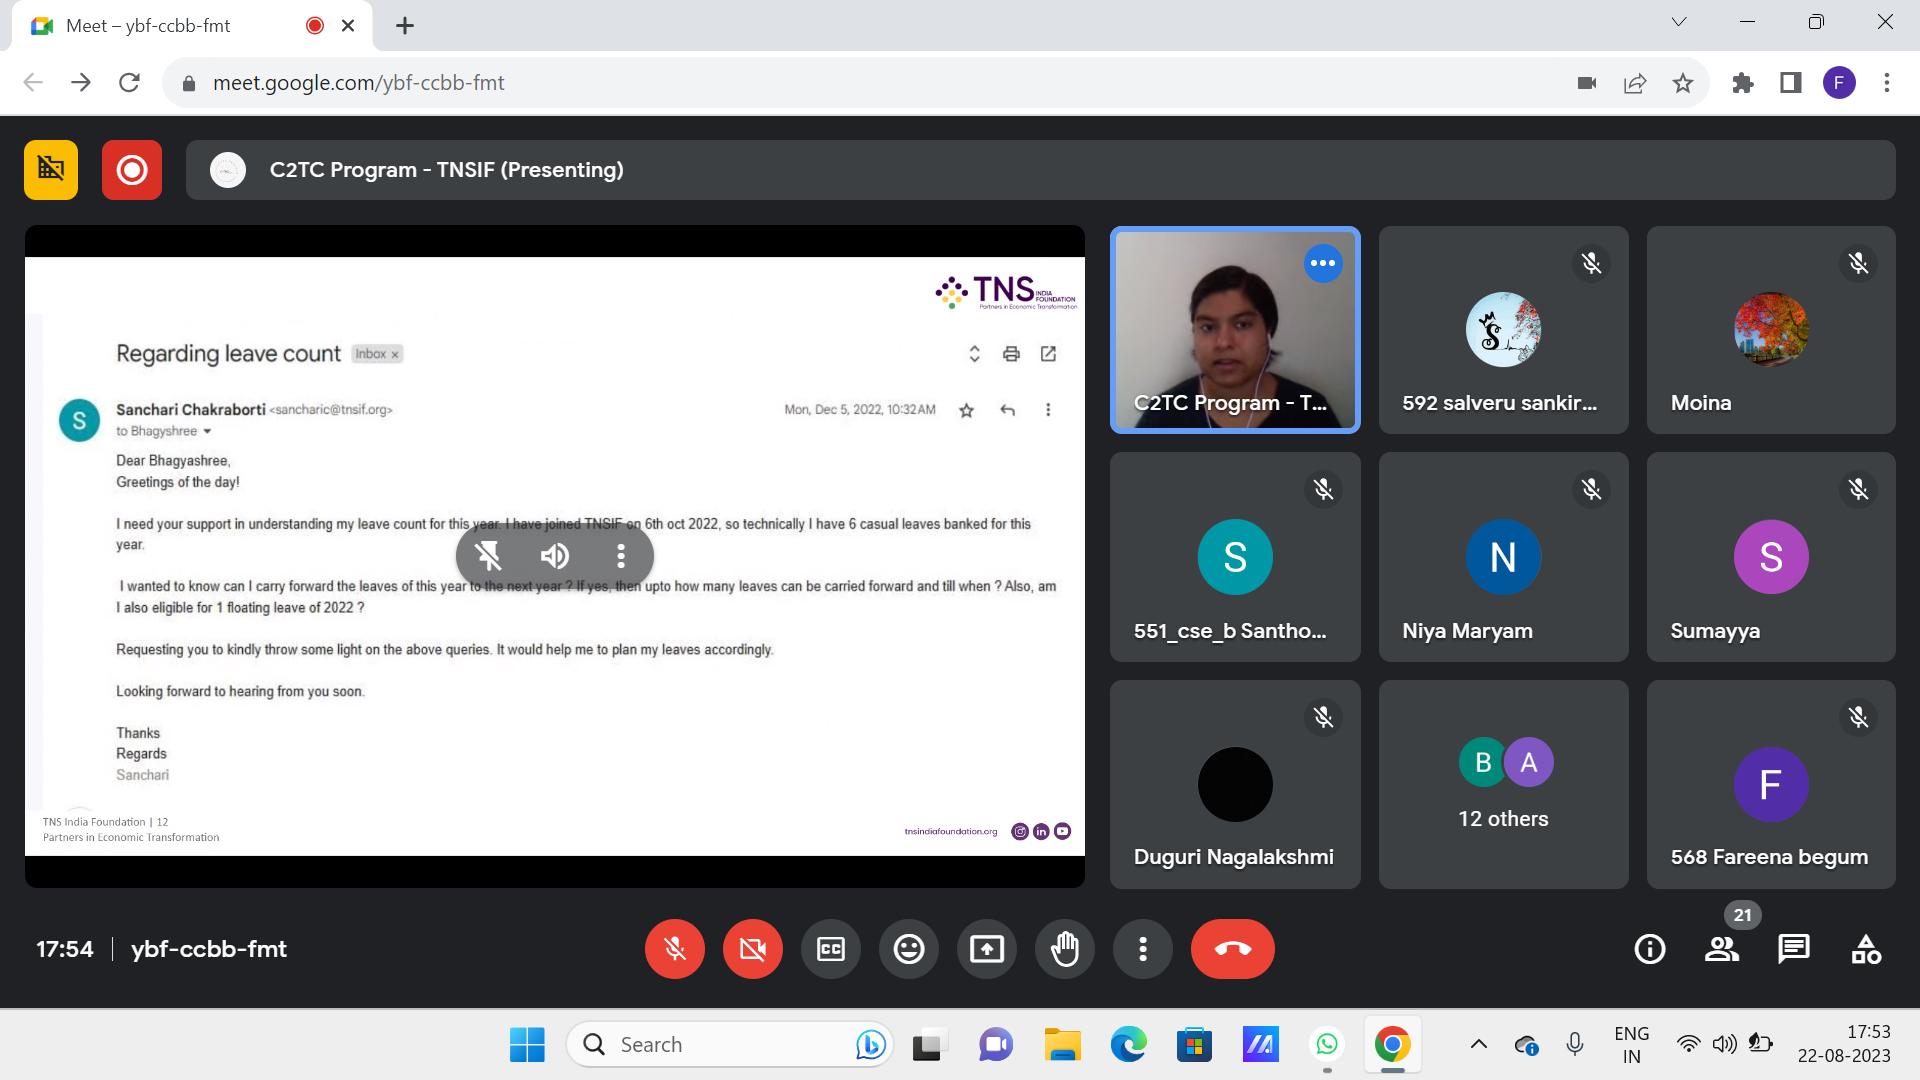 Meet – ybf-ccbb-fmt
meet.google.com/ybf-ccbb-fmt
F
C2TC Program - TNSIF (Presenting)
TNS INDIA FOUNDATION
Partners in Economic Transformation
Regarding leave count Inbox ×
S
Sanchari Chakraborti <sancharic@tnsif.org>
Mon, Dec 5, 2022, 10:32 AM
to Bhagyshree
Dear Bhagyashree,
Greetings of the day!
I need your support in understanding my leave count for this year. I have joined TNSIF on 6th oct 2022, so technically I have 6 casual leaves banked for this
year.
I wanted to know can I carry forward the leaves of this year to the next year ? If yes, then upto how many leaves can be carried forward and till when ? Also, am
I also eligible for 1 floating leave of 2022 ?
Requesting you to kindly throw some light on the above queries. It would help me to plan my leaves accordingly.
Looking forward to hearing from you soon.
Thanks
Regards
Sanchari
TNS India Foundation | 12
Partners in Economic Transformation
tnsindiafoundation.org
C2TC Program - T...
592 salveru sankir...
Moina
S
551_cse_b Santho...
N
Niya Maryam
S
Sumayya
Duguri Nagalakshmi
B A
12 others
F
568 Fareena begum
17:54 | ybf-ccbb-fmt
CC
21
Search
ENG
IN
17:53
22-08-2023